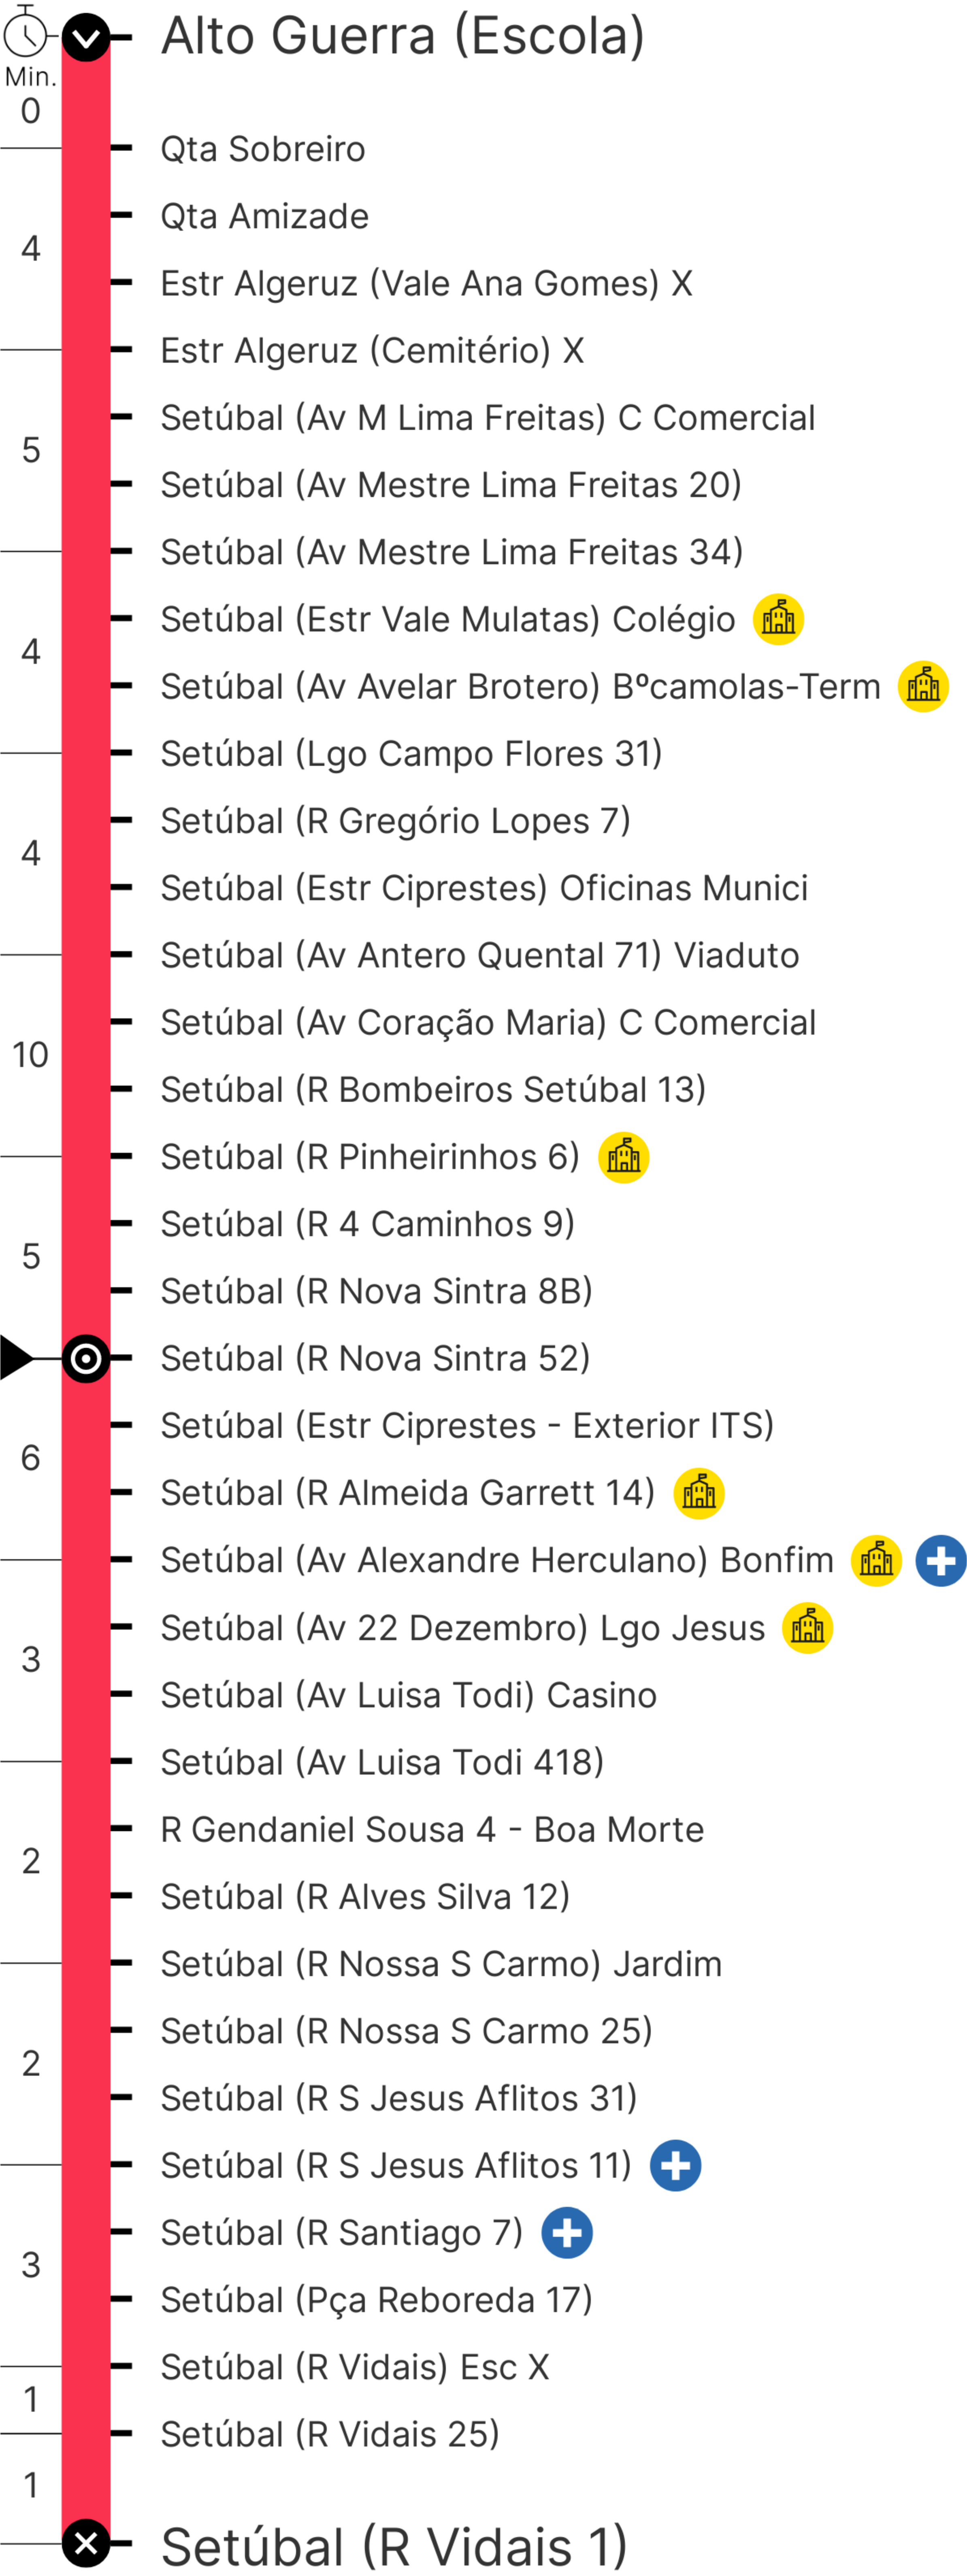 Alto Guerra (Escola)
Min.
0
Qta Sobreiro
Qta Amizade
4
Estr Algeruz (Vale Ana Gomes) X
Estr Algeruz (Cemitério) X
Setúbal (Av M Lima Freitas) C Comercial
5
Setúbal (Av Mestre Lima Freitas 20)
Setúbal (Av Mestre Lima Freitas 34)
Setúbal (Estr Vale Mulatas) Colégio
4
Setúbal (Av Avelar Brotero) Bºcamolas-Term
Setúbal (Lgo Campo Flores 31)
Setúbal (R Gregório Lopes 7)
4
Setúbal (Estr Ciprestes) Oficinas Munici
Setúbal (Av Antero Quental 71) Viaduto
Setúbal (Av Coração Maria) C Comercial
10
Setúbal (R Bombeiros Setúbal 13)
Setúbal (R Pinheirinhos 6)
Setúbal (R 4 Caminhos 9)
5
Setúbal (R Nova Sintra 8B)
Setúbal (R Nova Sintra 52)
Setúbal (Estr Ciprestes - Exterior ITS)
6
Setúbal (R Almeida Garrett 14)
Setúbal (Av Alexandre Herculano) Bonfim
Setúbal (Av 22 Dezembro) Lgo Jesus
3
Setúbal (Av Luisa Todi) Casino
Setúbal (Av Luisa Todi 418)
R Gendaniel Sousa 4 - Boa Morte
2
Setúbal (R Alves Silva 12)
Setúbal (R Nossa S Carmo) Jardim
Setúbal (R Nossa S Carmo 25)
2
Setúbal (R S Jesus Aflitos 31)
Setúbal (R S Jesus Aflitos 11)
Setúbal (R Santiago 7)
3
Setúbal (Pça Reboreda 17)
Setúbal (R Vidais) Esc X
1
Setúbal (R Vidais 25)
1
Setúbal (R Vidais 1)